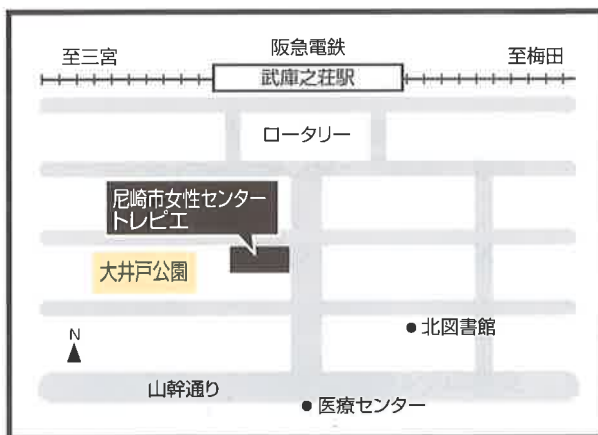 阪急電鉄
至三宮
至梅田
武庫之荘駅
ロータリー
尼崎市女性センター
トレピエ
大井戸公園
N
● 北図書館
山幹通り
● 医療センター